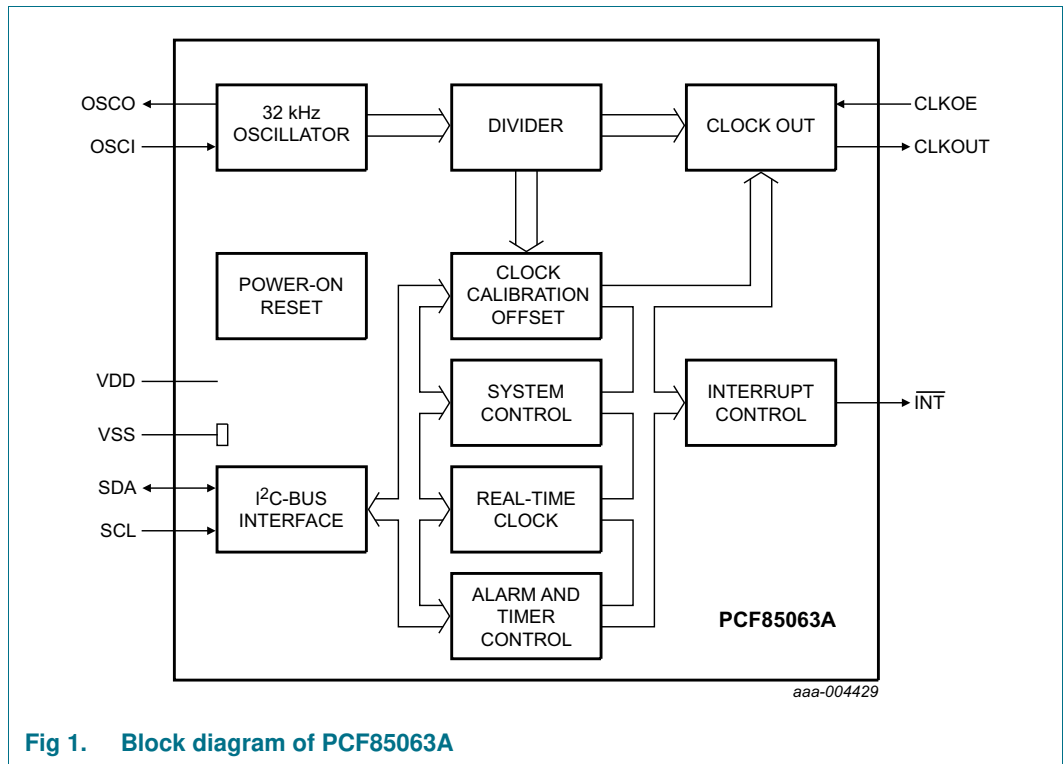 OSCO
OSCI
32 kHz
OSCILLATOR
DIVIDER
CLOCK OUT
CLKOE
CLKOUT
POWER-ON
RESET
CLOCK
CALIBRATION
OFFSET
VDD
VSS
SYSTEM
CONTROL
INTERRUPT
CONTROL
INT
SDA
SCL
I²C-BUS
INTERFACE
REAL-TIME
CLOCK
ALARM AND
TIMER
CONTROL
PCF85063A
aaa-004429
Fig 1. Block diagram of PCF85063A